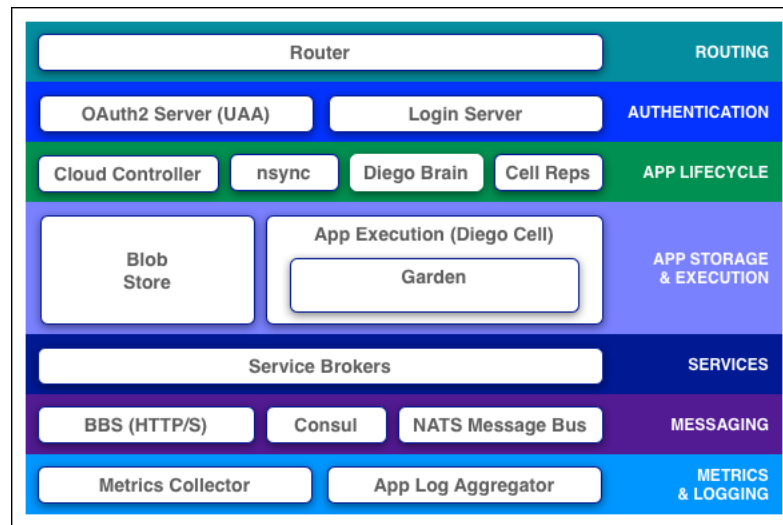 Router
ROUTING
OAuth2 Server (UAA)
Login Server
AUTHENTICATION
Cloud Controller
nsync
Diego Brain
Cell Reps
APP LIFECYCLE
Blob
Store
App Execution (Diego Cell)
Garden
APP STORAGE
& EXECUTION
Service Brokers
SERVICES
BBS (HTTP/S)
Consul
NATS Message Bus
MESSAGING
Metrics Collector
App Log Aggregator
METRICS
& LOGGING